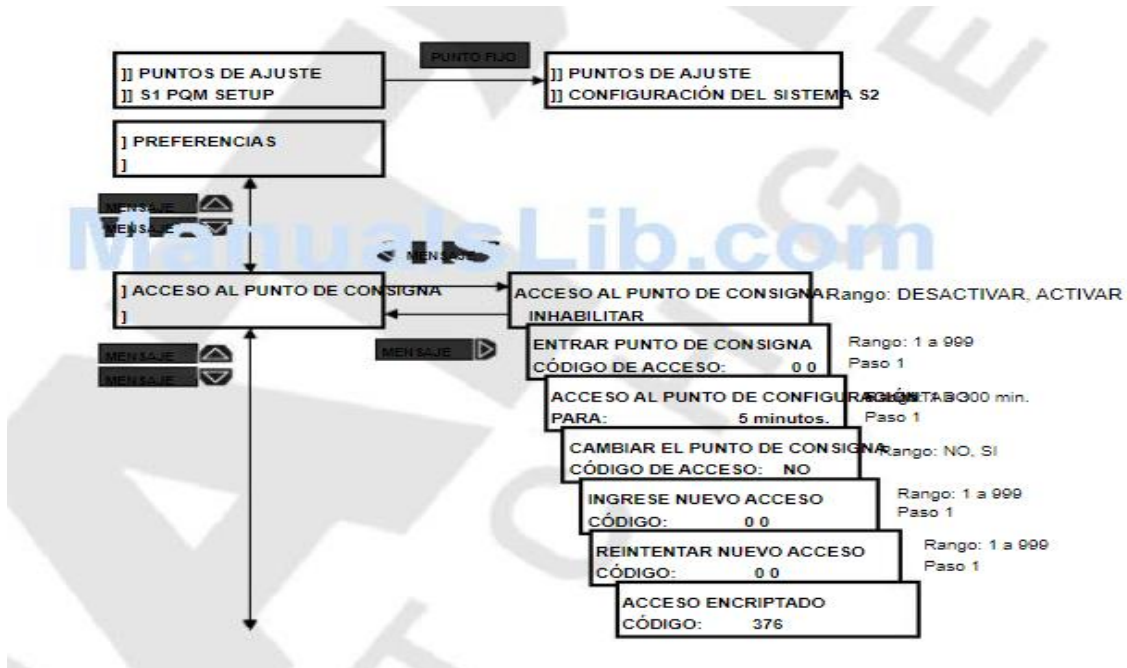 PUNTO FIJO
]] PUNTOS DE AJUSTE
]] S1 PQM SETUP
]] PUNTOS DE AJUSTE
]] CONFIGURACIÓN DEL SISTEMA S2
] PREFERENCIAS
]
MENSAJE
MENSAJE
ManualsLib.com
MENSAJE
] ACCESO AL PUNTO DE CONSIGNA
]
ACCESO AL PUNTO DE CONSIGNA Rango: DESACTIVAR, ACTIVAR
INHABILITAR
MENSAJE
MENSAJE
MENSAJE
ENTRAR PUNTO DE CONSIGNA Rango: 1 a 999
CÓDIGO DE ACCESO: 0 0 Paso 1
ACCESO AL PUNTO DE CONFIGURACIÓN 300 min.
PARA: 5 minutos. Paso 1
CAMBIAR EL PUNTO DE CONSIGNA Rango: NO, SI
CÓDIGO DE ACCESO: NO
INGRESE NUEVO ACCESO Rango: 1 a 999
CÓDIGO: 0 0 Paso 1
REINTENTAR NUEVO ACCESO Rango: 1 a 999
CÓDIGO: 0 0 Paso 1
ACCESO ENCRIPTADO
CÓDIGO: 376